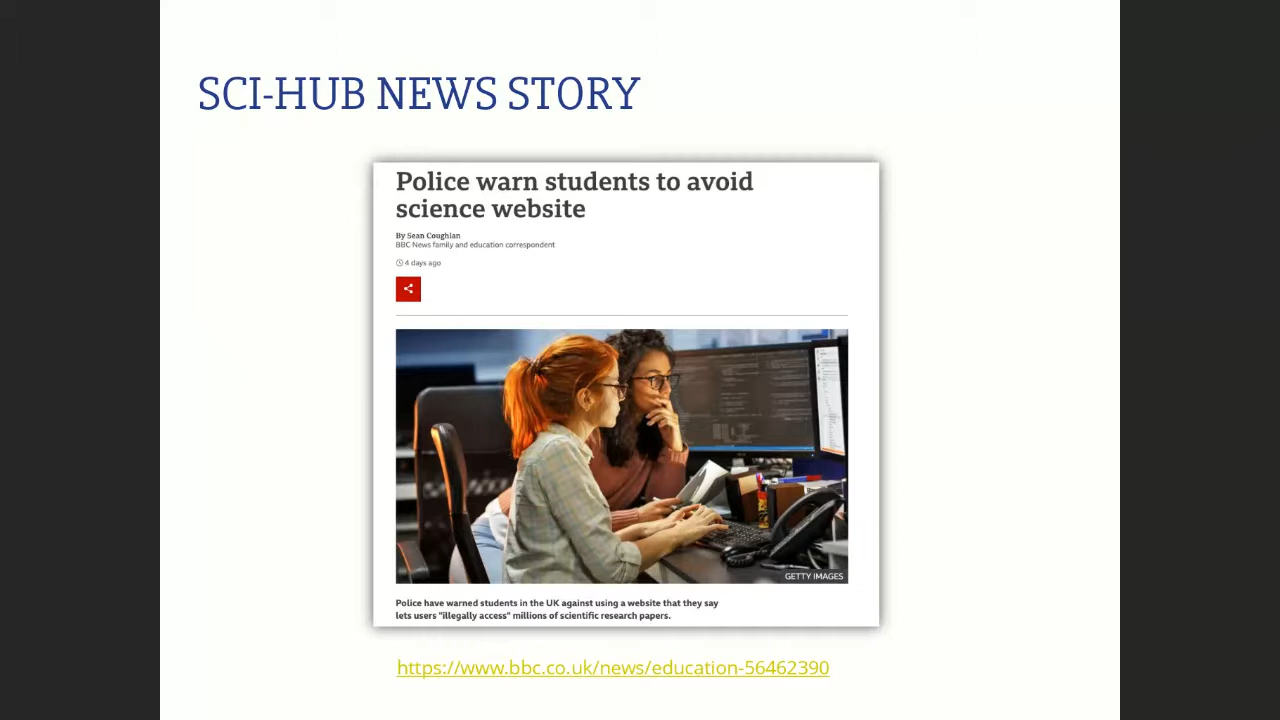 SCI-HUB NEWS STORY
Police warn students to avoid
science website
By Sean Coughlan
BBC News family and education correspondent
4 days ago
GETTY IMAGES
Police have warned students in the UK against using a website that they say
lets users "illegally access" millions of scientific research papers.
https://www.bbc.co.uk/news/education-56462390